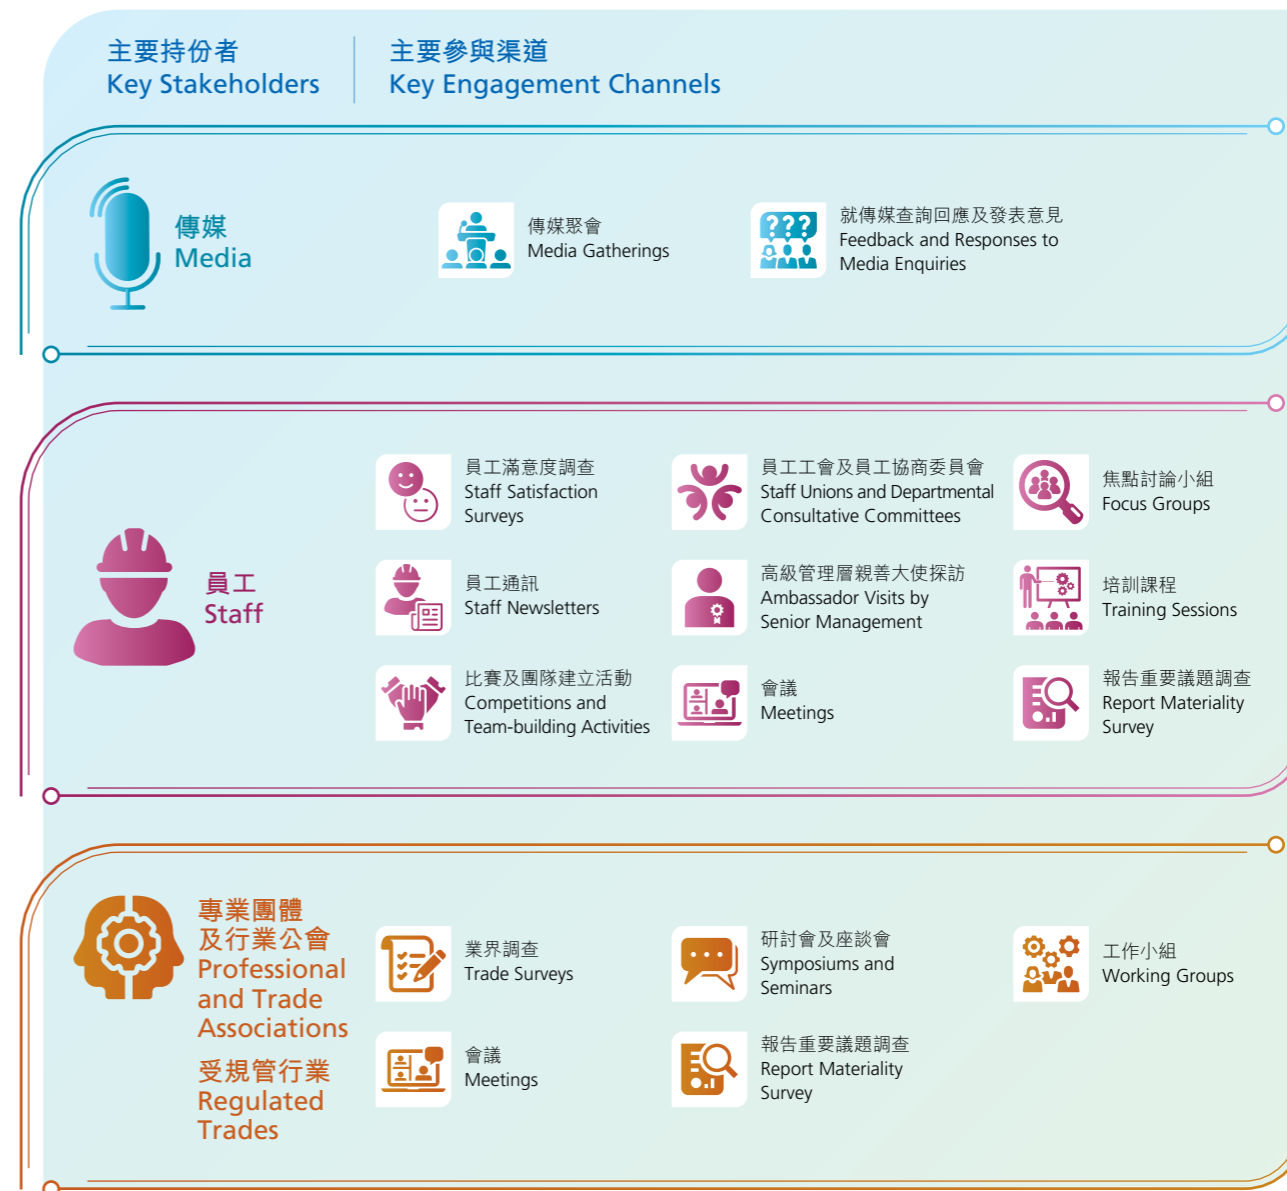 主要持份者
Key Stakeholders
主要參與渠道
Key Engagement Channels
傳媒
Media
傳媒聚會
Media Gatherings
???
就傳媒查詢回應及發表意見
Feedback and Responses to
Media Enquiries
員工
Staff
員工滿意度調查
Staff Satisfaction
Surveys
員工工會及員工協商委員會
Staff Unions and Departmental
Consultative Committees
焦點討論小組
Focus Groups
員工通訊
Staff Newsletters
高級管理層親善大使探訪
Ambassador Visits by
Senior Management
培訓課程
Training Sessions
比賽及團隊建立活動
Competitions and
Team-building Activities
會議
Meetings
報告重要議題調查
Report Materiality
Survey
專業團體
及行業公會
Professional
and Trade
Associations
受規管行業
Regulated
Trades
業界調查
Trade Surveys
研討會及座談會
Symposiums and
Seminars
工作小組
Working Groups
會議
Meetings
報告重要議題調查
Report Materiality
Survey